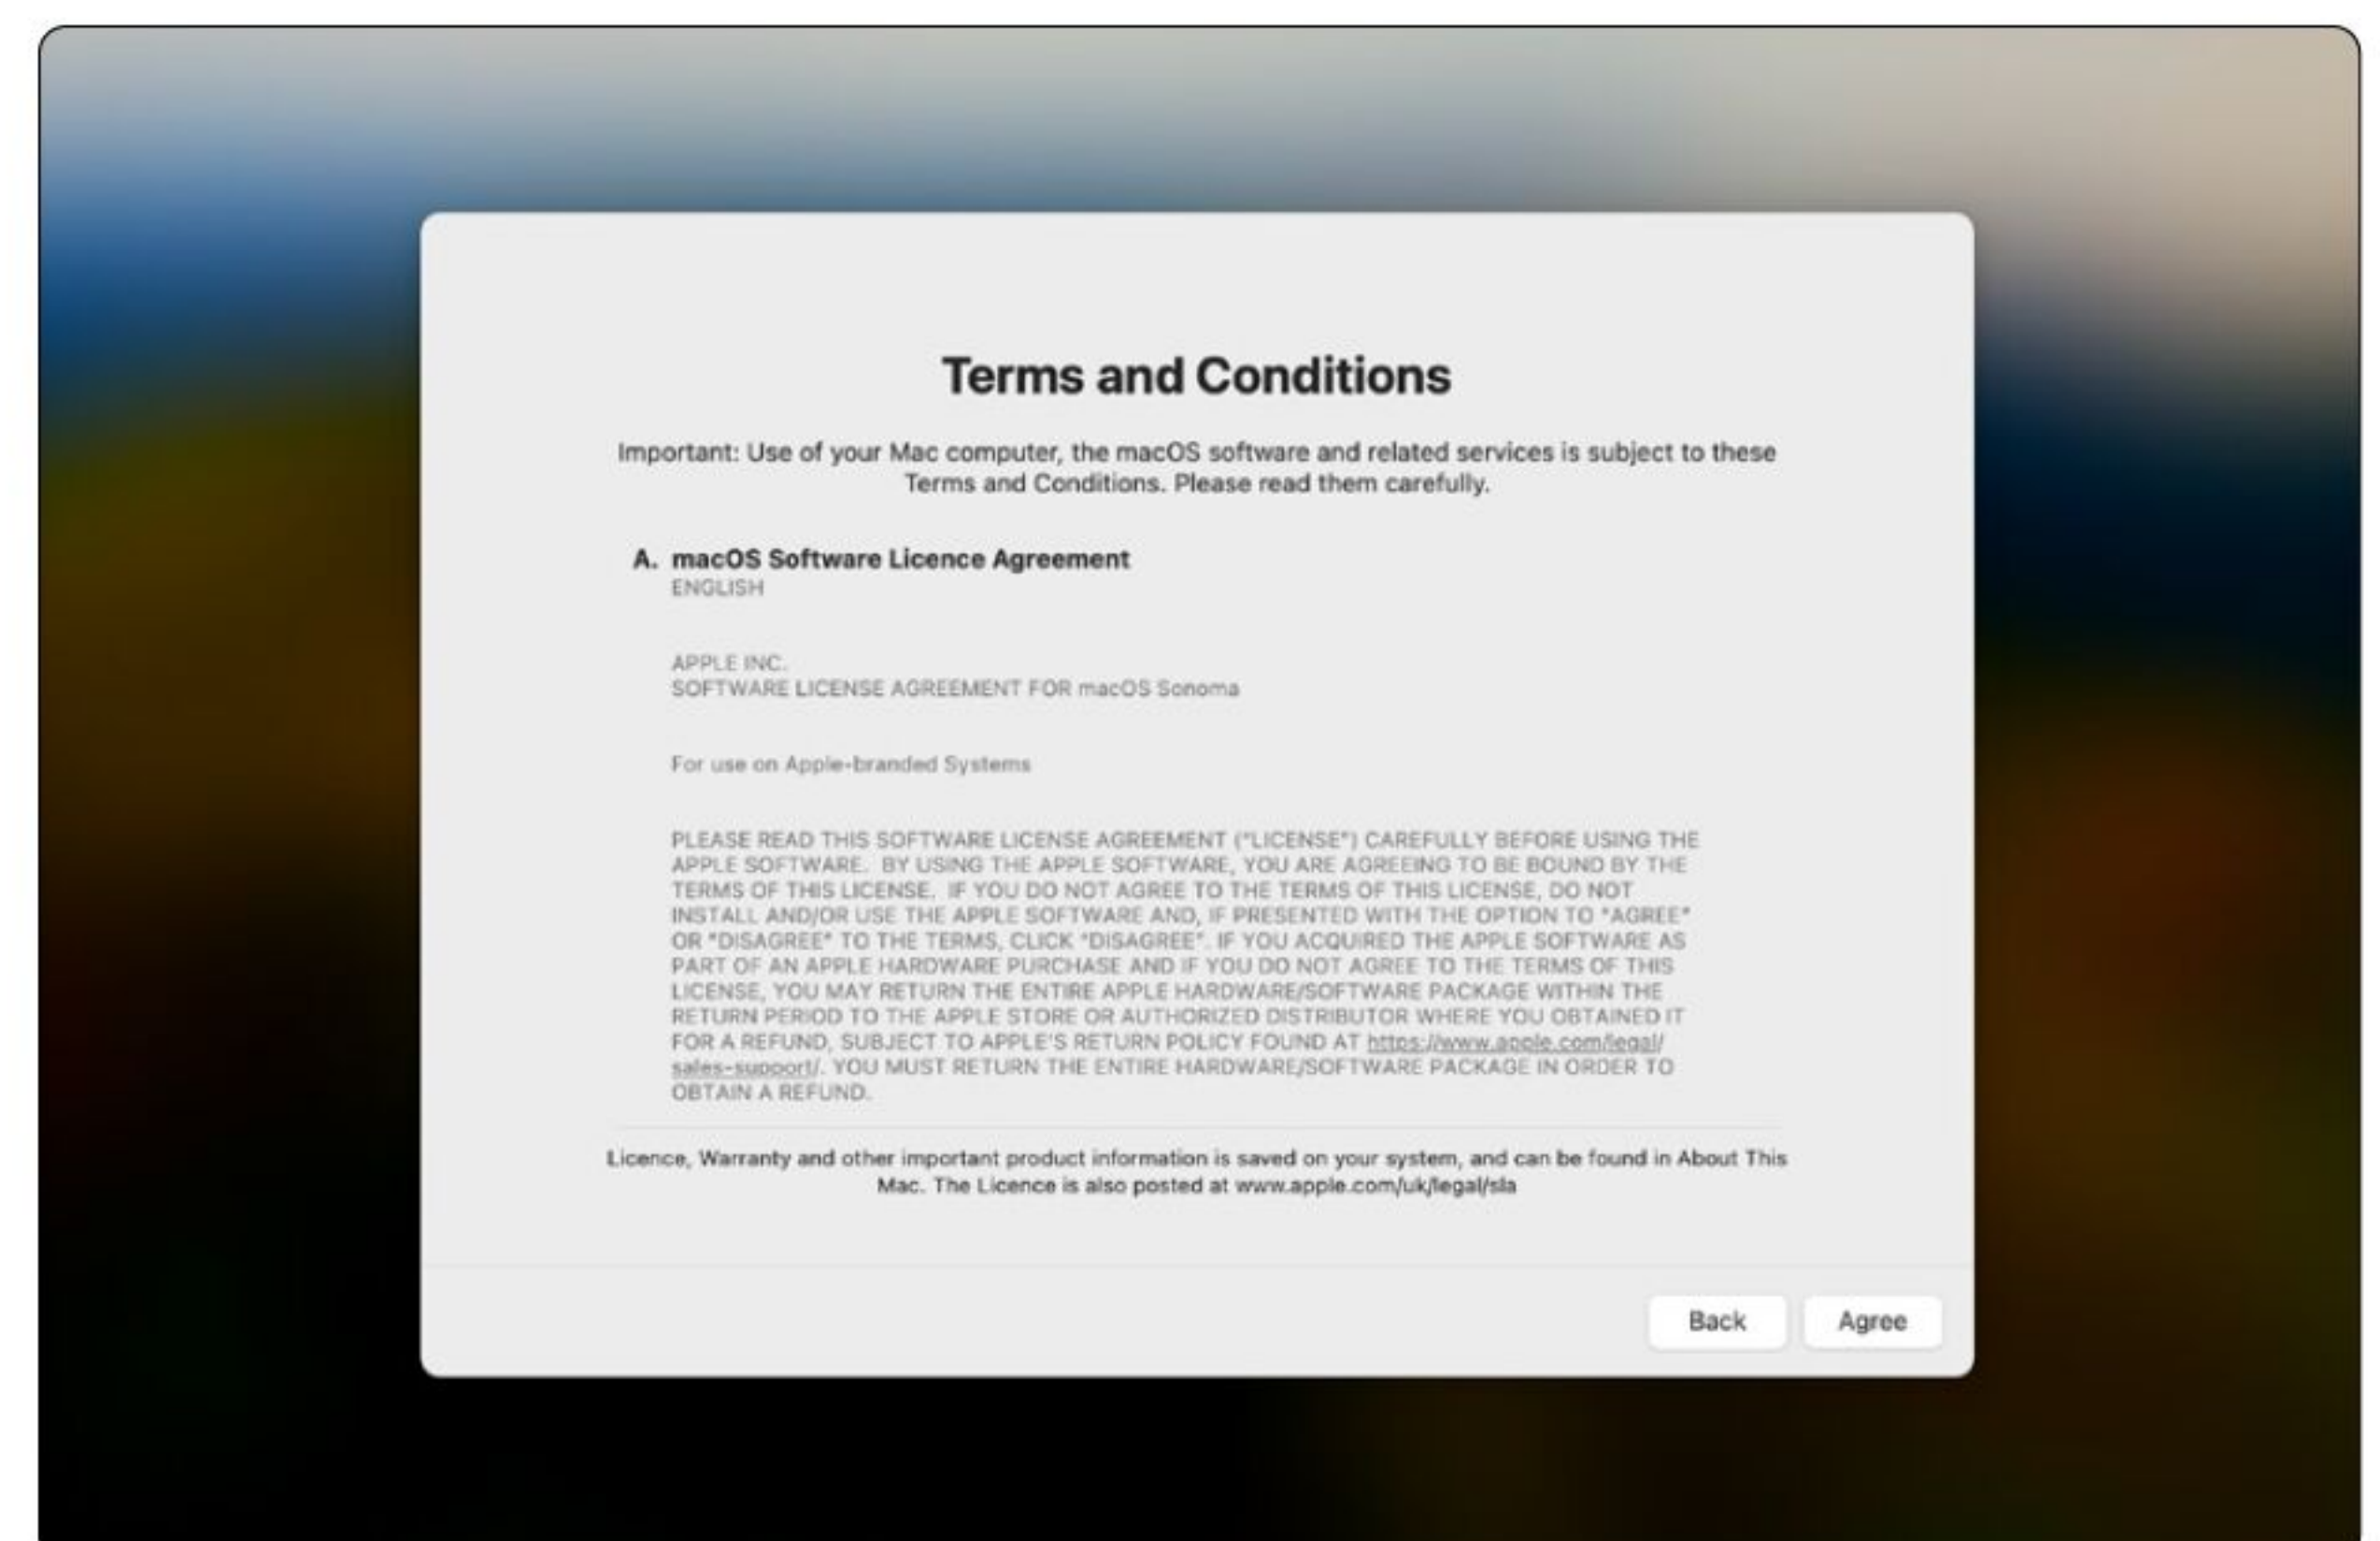 Terms and Conditions
Important: Use of your Mac computer, the macOS software and related services is subject to these
Terms and Conditions. Please read them carefully.
A. macOS Software Licence Agreement
ENGLISH
APPLE INC.
SOFTWARE LICENSE AGREEMENT FOR macOS Sonoma
For use on Apple-branded Systems
PLEASE READ THIS SOFTWARE LICENSE AGREEMENT ("LICENSE") CAREFULLY BEFORE USING THE
APPLE SOFTWARE.  BY USING THE APPLE SOFTWARE, YOU ARE AGREEING TO BE BOUND BY THE
TERMS OF THIS LICENSE.  IF YOU DO NOT AGREE TO THE TERMS OF THIS LICENSE, DO NOT
INSTALL AND/OR USE THE APPLE SOFTWARE AND, IF PRESENTED WITH THE OPTION TO "AGREE"
OR "DISAGREE" TO THE TERMS, CLICK "DISAGREE". IF YOU ACQUIRED THE APPLE SOFTWARE AS
PART OF AN APPLE HARDWARE PURCHASE AND IF YOU DO NOT AGREE TO THE TERMS OF THIS
LICENSE, YOU MAY RETURN THE ENTIRE APPLE HARDWARE/SOFTWARE PACKAGE WITHIN THE
RETURN PERIOD TO THE APPLE STORE OR AUTHORIZED DISTRIBUTOR WHERE YOU OBTAINED IT
FOR A REFUND, SUBJECT TO APPLE'S RETURN POLICY FOUND AT https://www.apple.com/legal/
sales-support/. YOU MUST RETURN THE ENTIRE HARDWARE/SOFTWARE PACKAGE IN ORDER TO
OBTAIN A REFUND.
Licence, Warranty and other important product information is saved on your system, and can be found in About This
Mac. The Licence is also posted at www.apple.com/uk/legal/sla
Back
Agree